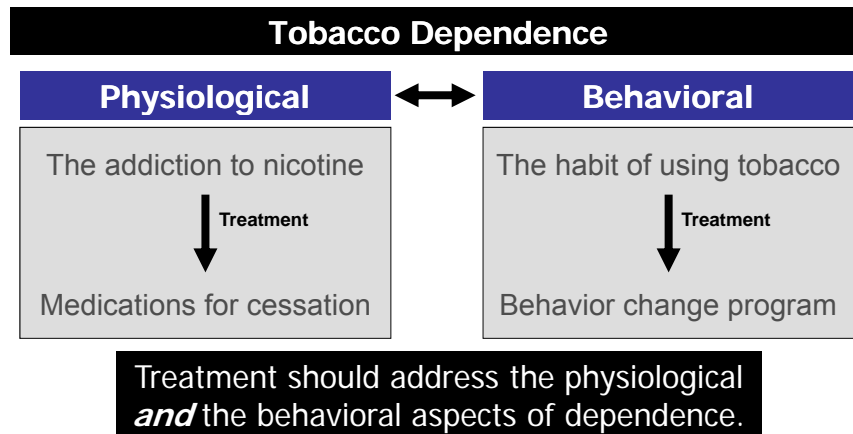 Tobacco Dependence
Physiological
Behavioral
The addiction to nicotine
Treatment
Medications for cessation
The habit of using tobacco
Treatment
Behavior change program
Treatment should address the physiological
and the behavioral aspects of dependence.